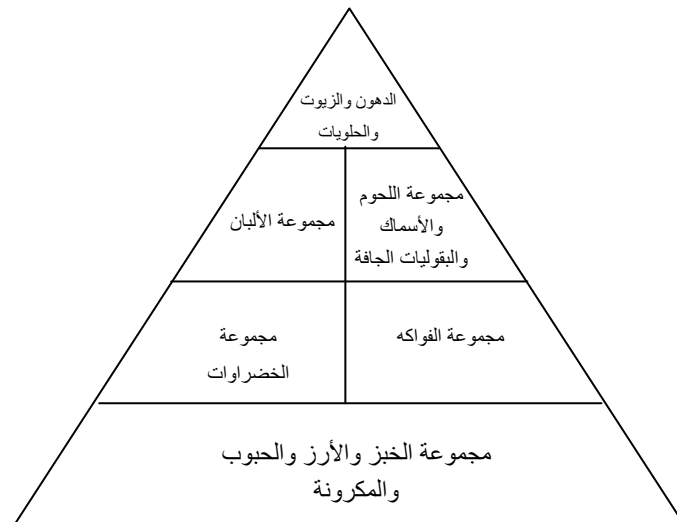 الدهون والزيوت
والحلويات
مجموعة اللحوم
والأسماك
والبقوليات الجافة
مجموعة الألبان
مجموعة الفواكه
مجموعة
الخضراوات
مجموعة الخبز والأرز والحبوب
والمكرونة